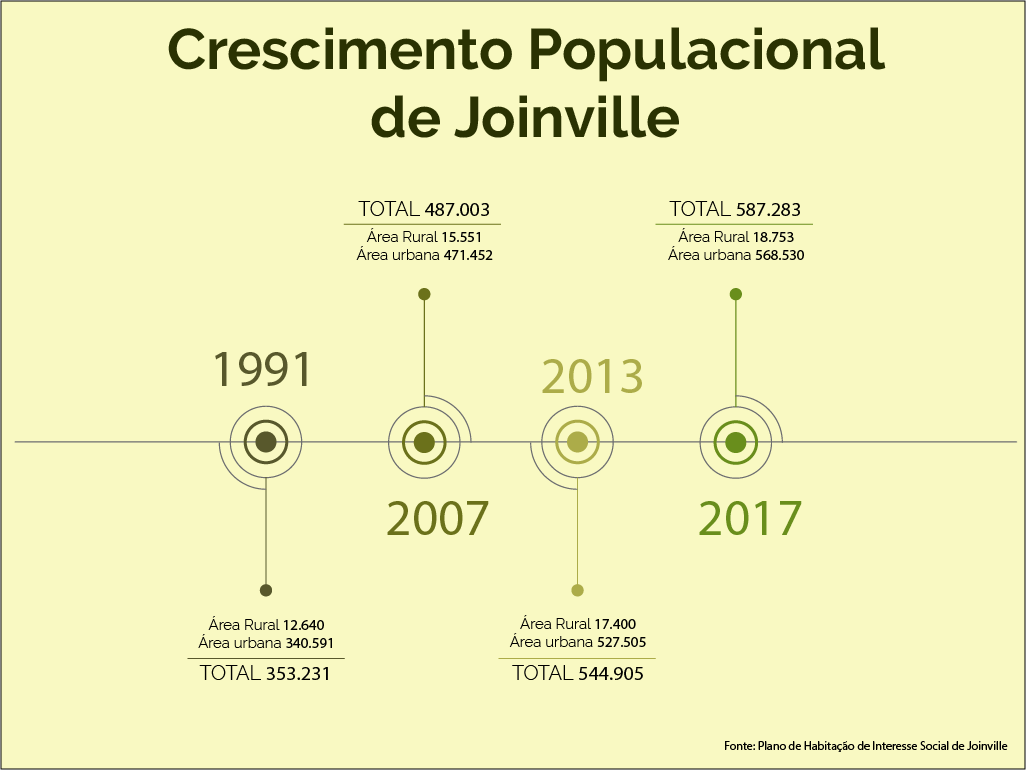 Crescimento Populacional
de Joinville
TOTAL 487.003
Área Rural 15.551
Área urbana 471.452
TOTAL 587.283
Área Rural 18.753
Área urbana 568.530
1991
2013
2007
2017
Área Rural 12.640
Área urbana 340.591
TOTAL 353.231
Área Rural 17.400
Área urbana 527.505
TOTAL 544.905
Fonte: Plano de Habitação de Interesse Social de Joinville